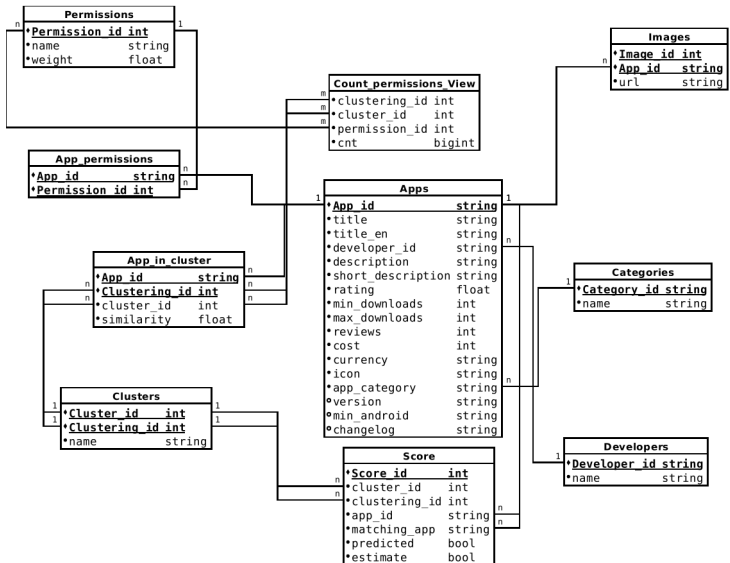 Permissions
n
Permission_id int
1
name string
weight float
Images
Image_id int
n
App_id string
url string
Count_permissions_View
m
clustering_id int
m
cluster_id int
m
permission_id int
cnt bigint
App_permissions
App_id string
n
Permission_id int
n
Apps
1
App_id string
1
title string
title_en string
developer_id string
n
description string
short_description string
rating float
min_downloads int
max_downloads int
reviews int
cost int
currency string
icon string
app_category string
n
version string
min_android string
changelog string
App_in_cluster
App_id string
n
n
Clustering_id int
n
n
cluster_id int
n
similarity float
Categories
1
Category_id string
name string
Clusters
1
Cluster_id int
1
1
Clustering_id int
1
name string
Developers
1
Developer_id string
name string
Score
Score_id int
n
cluster_id int
n
clustering_id int
app_id string
n
matching_app string
n
predicted bool
estimate bool